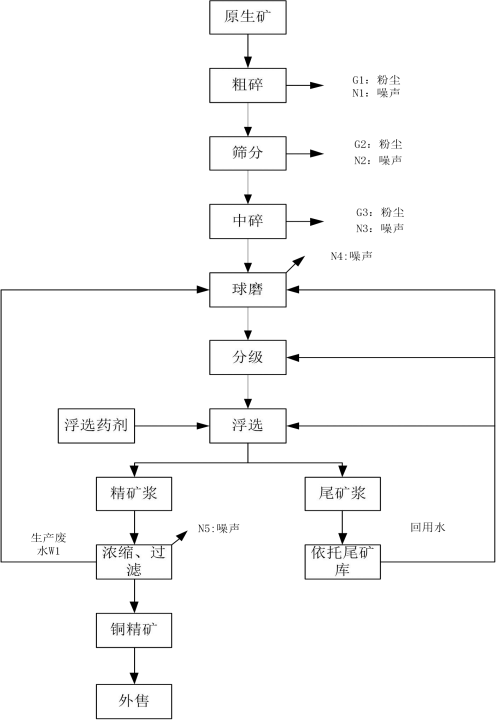 原生矿
粗碎
G1：粉尘
N1：噪声
筛分
G2：粉尘
N2：噪声
中碎
G3：粉尘
N3：噪声
N4:噪声
球磨
分级
浮选药剂
浮选
精矿浆
尾矿浆
N5:噪声
回用水
生产废
水W1
浓缩、过
滤
依托尾矿
库
铜精矿
外售